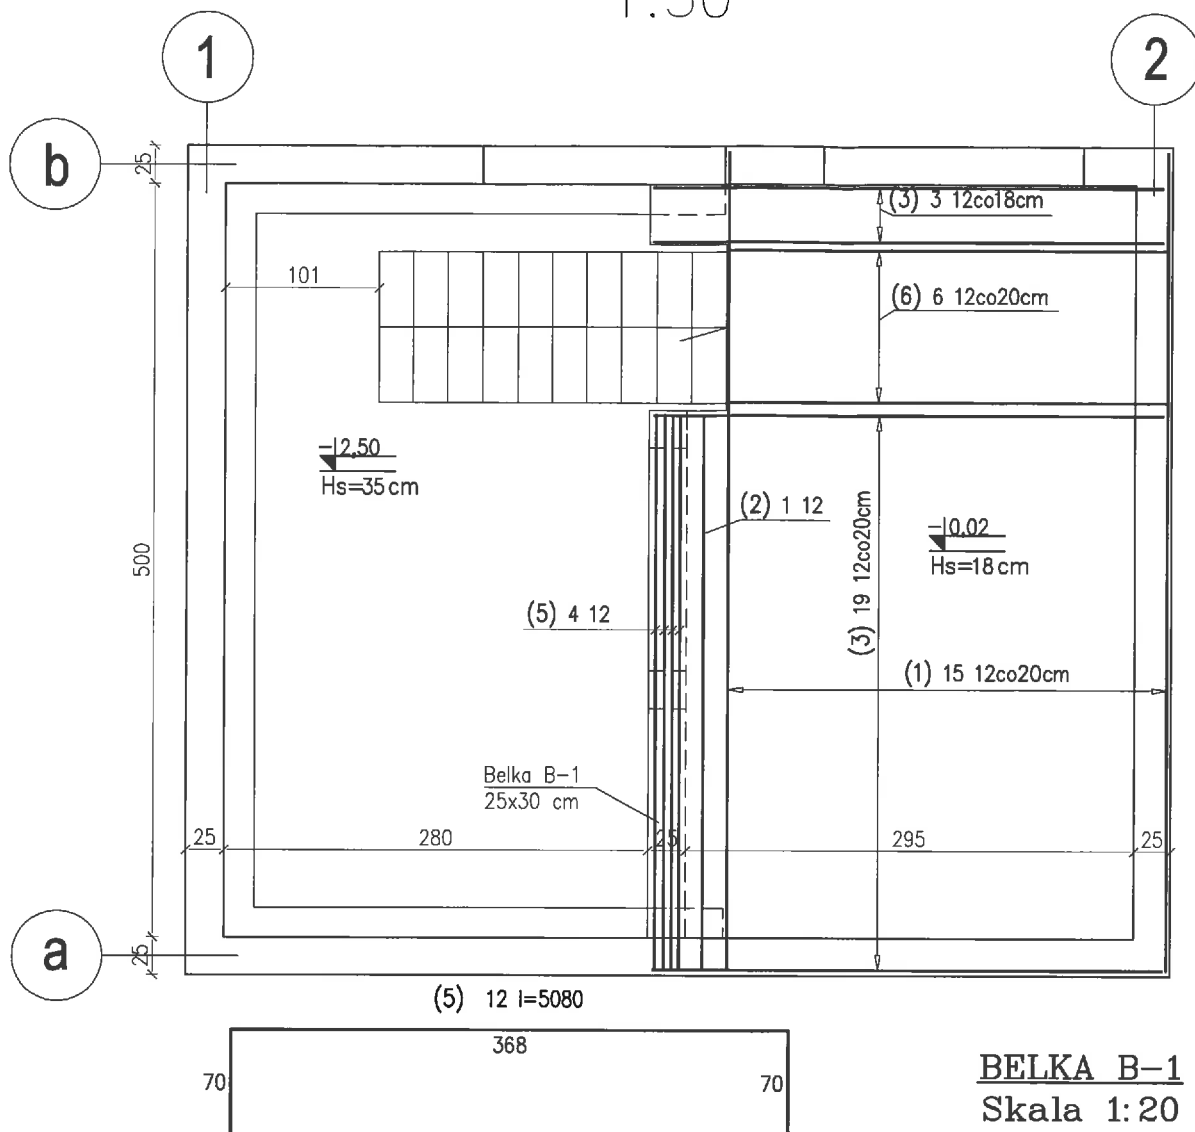 1:50
1
2
b
25
(3) 3 12co18cm
101
(6) 6 12co20cm
-2,50
Hs=35cm
(2) 1 12
-0,02
Hs=18cm
500
(3) 19 12co20cm
(5) 4 12
(1) 15 12co20cm
Belka B-1
25x30 cm
25
280
25
295
25
a
25
(5) 12 l=5080
368
70
70
BELKA B-1
Skala 1:20